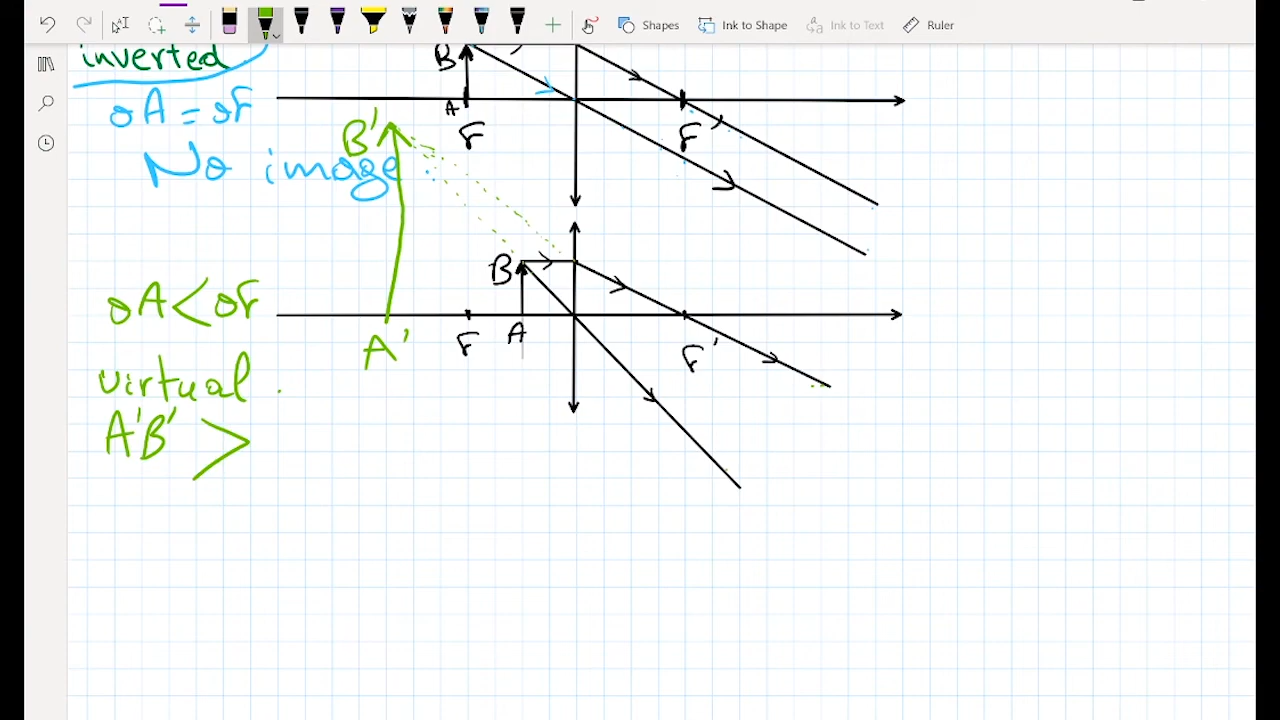 Shapes
Ink to Shape
Ink to Text
Ruler
inverted
B
oA = oF
A
F
F'
B'
No image
B
oA < oF
F
A
F'
A'
virtual .
A'B' >